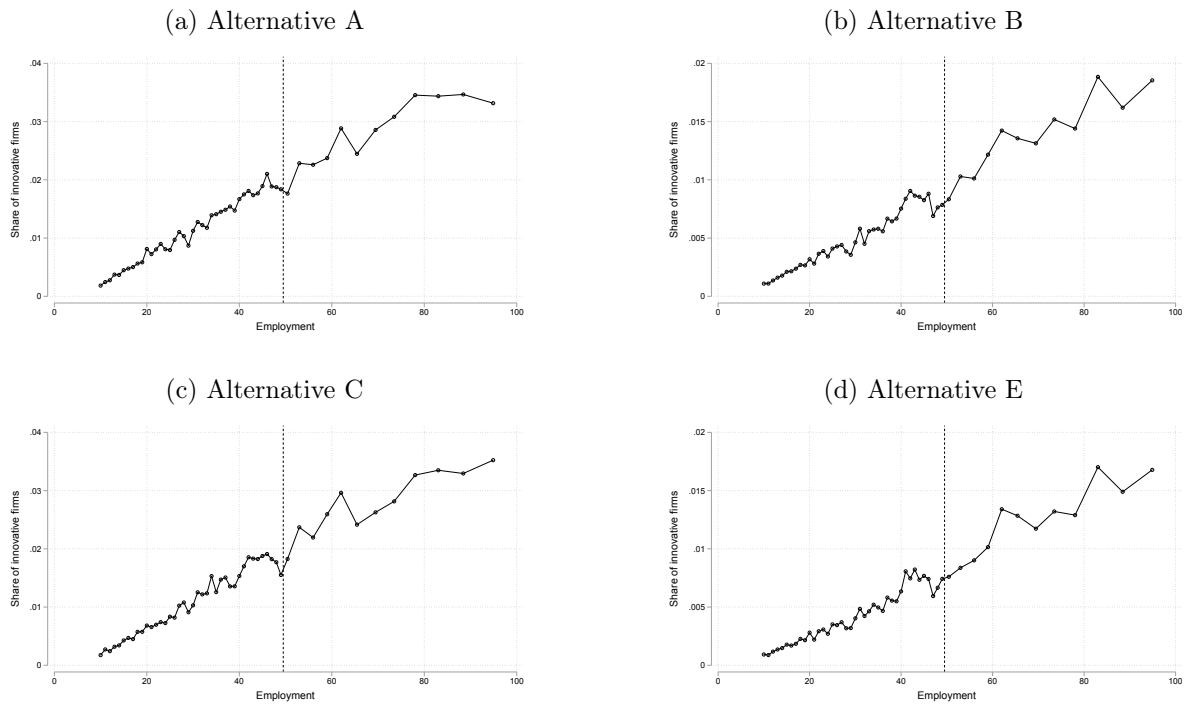 (a) Alternative A
.04
.03
.02
.01
0
Share of innovative firms
0 20 40 60 80 100
Employment
(b) Alternative B
.02
.015
.01
.005
0
Share of innovative firms
0 20 40 60 80 100
Employment
(c) Alternative C
.04
.03
.02
.01
0
Share of innovative firms
0 20 40 60 80 100
Employment
(d) Alternative E
.02
.015
.01
.005
0
Share of innovative firms
0 20 40 60 80 100
Employment